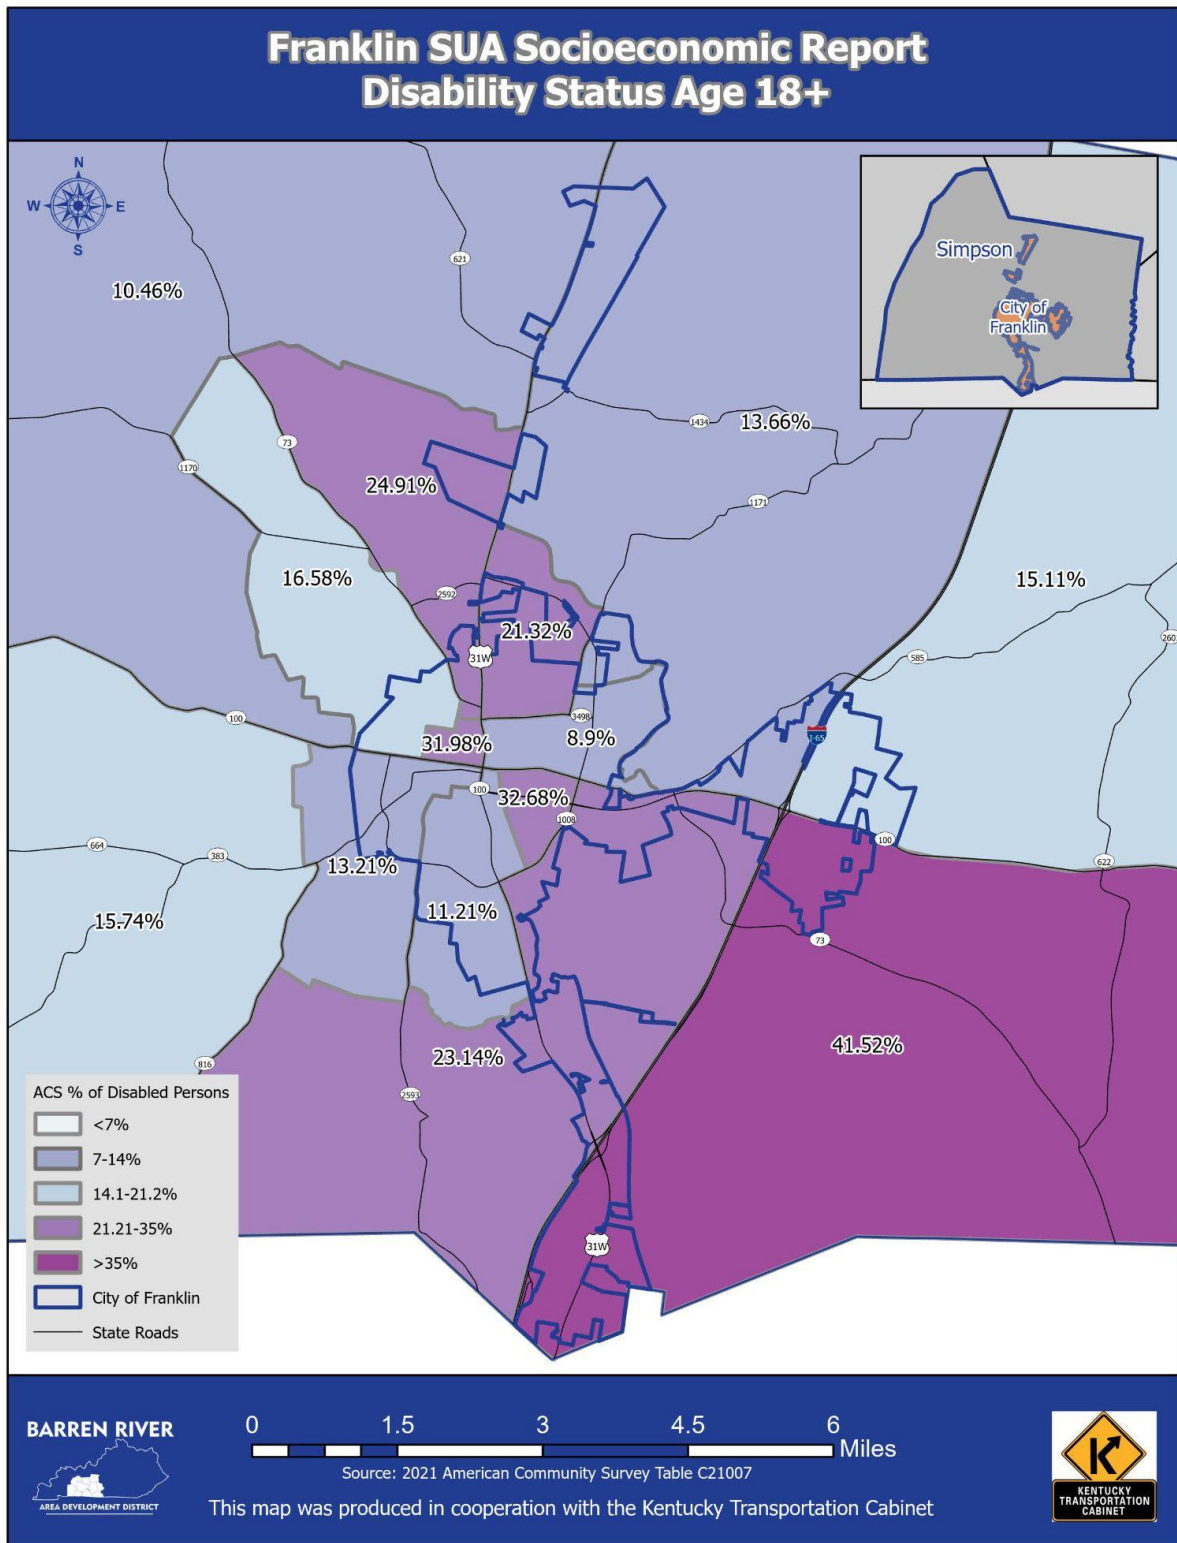 Franklin SUA Socioeconomic Report
Disability Status Age 18+
N
W
E
S
Simpson
City of
Franklin
621
10.46%
1434
13.66%
73
1170
24.91%
1171
16.58%
15.11%
2592
21.32%
260
31W
585
100
3498
31.98%
8.9%
I-65
100
32.68%
1008
100
664
383
622
13.21%
11.21%
15.74%
73
23.14%
41.52%
816
2593
31W
ACS % of Disabled Persons
<7%
7-14%
14.1-21.2%
21.21-35%
>35%
City of Franklin
State Roads
BARREN RIVER
AREA DEVELOPMENT DISTRICT
0 1.5 3 4.5 6
Miles
Source: 2021 American Community Survey Table C21007
This map was produced in cooperation with the Kentucky Transportation Cabinet
KENTUCKY
TRANSPORTATION
CABINET